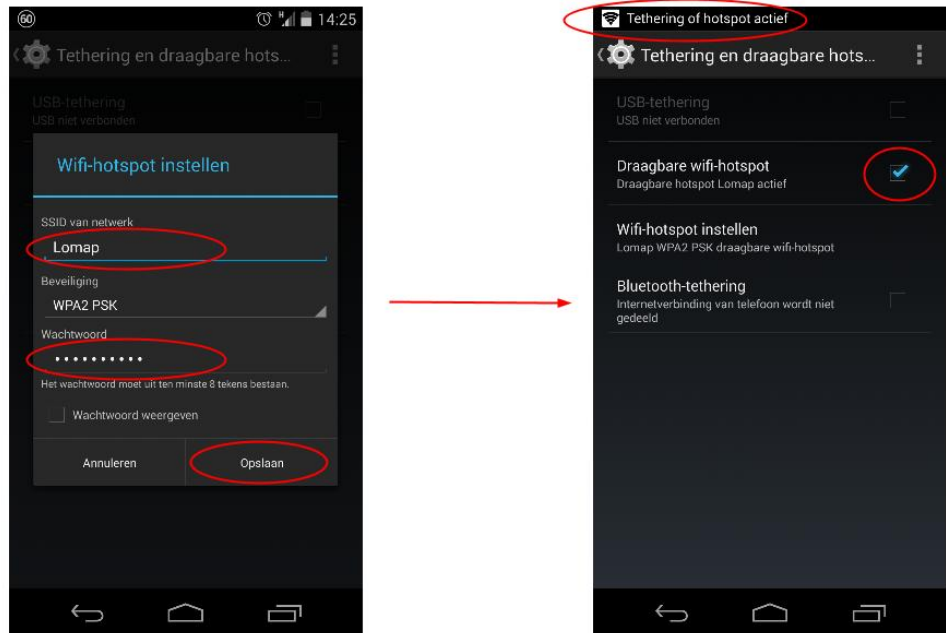 60
H
14:25
Tethering en draagbare hots...
USB-tethering
USB niet verbonden
Wifi-hotspot instellen
SSID van netwerk
Lomap
Beveiliging
WPA2 PSK
Wachtwoord
••••••••••
Het wachtwoord moet uit ten minste 8 tekens bestaan.
Wachtwoord weergeven
Annuleren
Opslaan
Tethering of hotspot actief
Tethering en draagbare hots...
USB-tethering
USB niet verbonden
Draagbare wifi-hotspot
Draagbare hotspot Lomap actief
Wifi-hotspot instellen
Lomap WPA2 PSK draagbare wifi-hotspot
Bluetooth-tethering
Internetverbinding van telefoon wordt niet
gedeeld